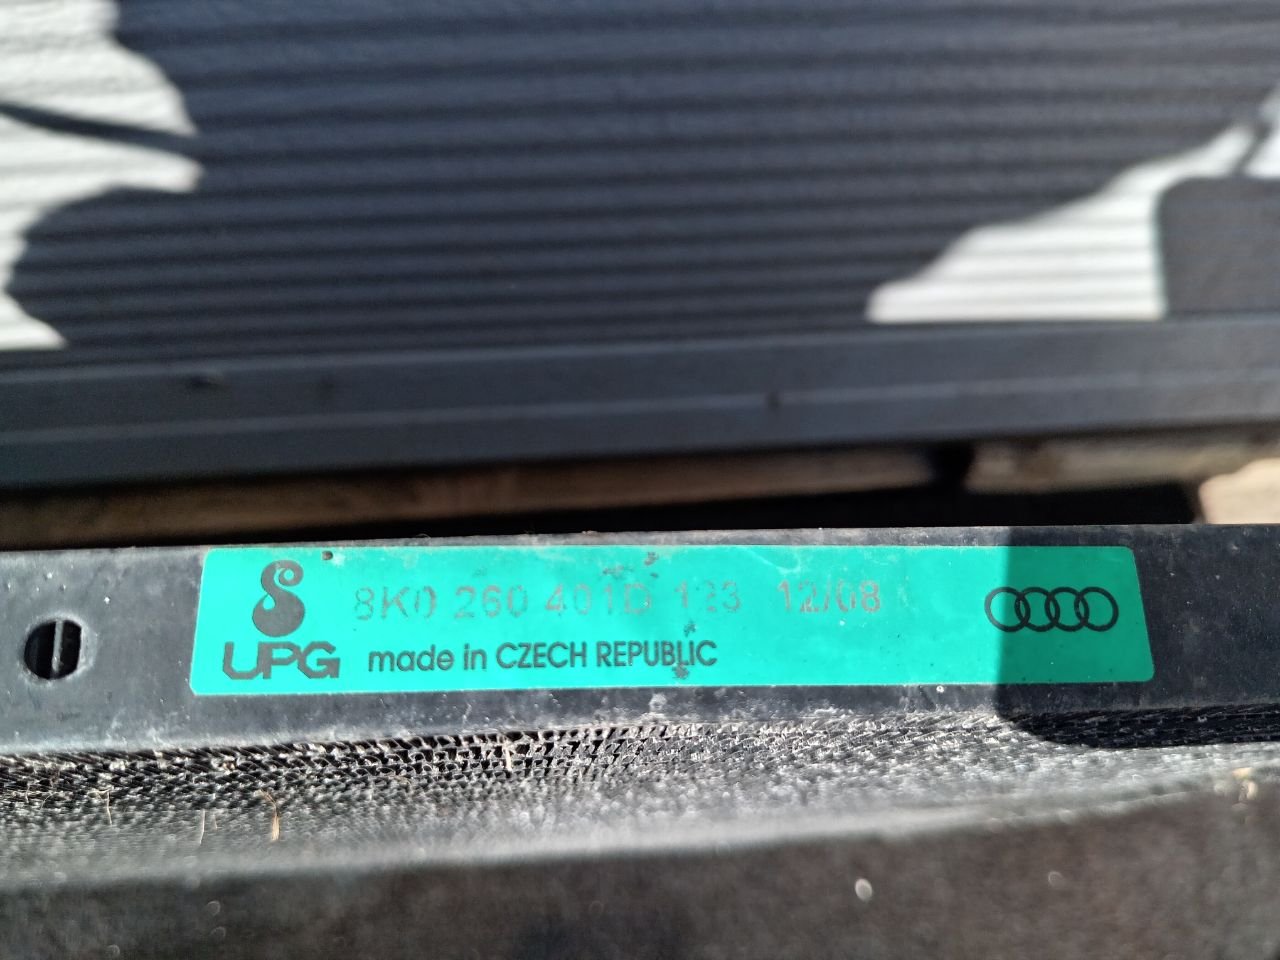 8K0 260 401D 123 12/08
UPG made in CZECH REPUBLIC